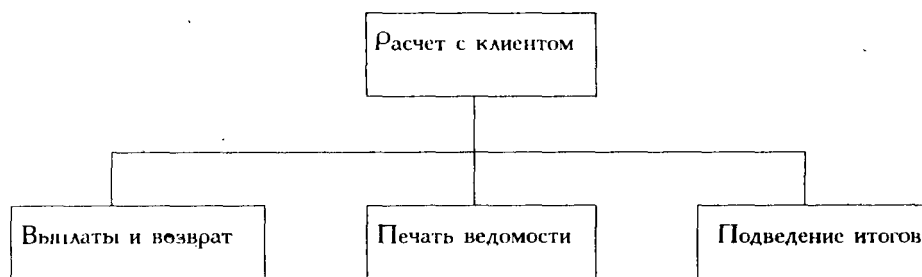 Расчет с клиентом
Выплаты и возврат
Печать ведомости
Подведение итогов